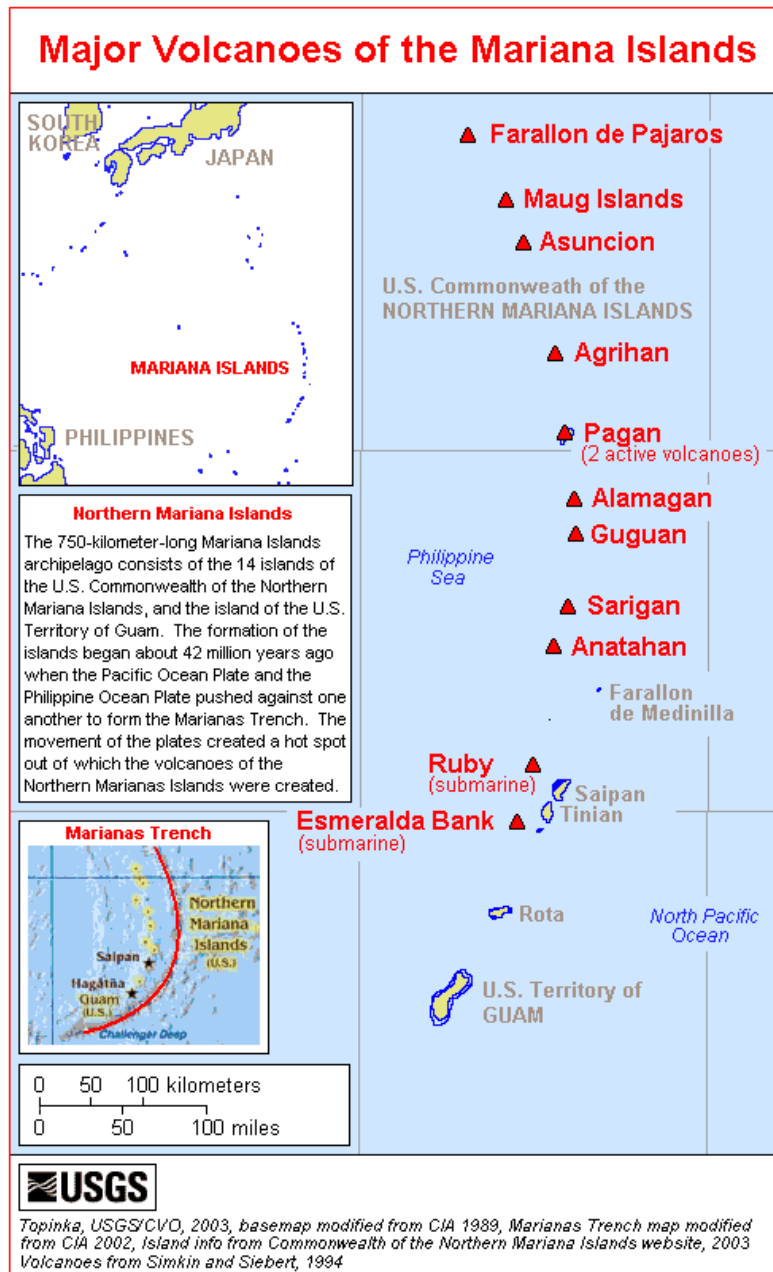 Major Volcanoes of the Mariana Islands
SOUTH
KOREA
JAPAN
MARIANA ISLANDS
PHILIPPINES
Farallon de Pajaros
Maug Islands
Asuncion
U.S. Commonweath of the
NORTHERN MARIANA ISLANDS
Agrihan
Pagan
(2 active volcanoes)
Alamagan
Guguan
Philippine
Sea
Sarigan
Anatahan
Farallon
de Medinilla
Ruby
(submarine)
Saipan
Tinian
Esmeralda Bank
(submarine)
Rota
North Pacific
Ocean
U.S. Territory of
GUAM
Northern Mariana Islands
The 750-kilometer-long Mariana Islands
archipelago consists of the 14 islands of
the U.S. Commonwealth of the Northern
Mariana Islands, and the island of the U.S.
Territory of Guam.  The formation of the
islands began about 42 million years ago
when the Pacific Ocean Plate and the
Philippine Ocean Plate pushed against one
another to form the Marianas Trench.  The
movement of the plates created a hot spot
out of which the volcanoes of the
Northern Marianas Islands were created.
Marianas Trench
Northern
Mariana
Islands
(U.S.)
Saipan
Hagåtña
Guam
(U.S.)
Challenger Deep
0 50 100 kilometers
0 50 100 miles
USGS
Topinka, USGS/CVO, 2003, basemap modified from CIA 1989, Marianas Trench map modified
from CIA 2002, Island info from Commonwealth of the Northern Mariana Islands website, 2003
Volcanoes from Simkin and Siebert, 1994